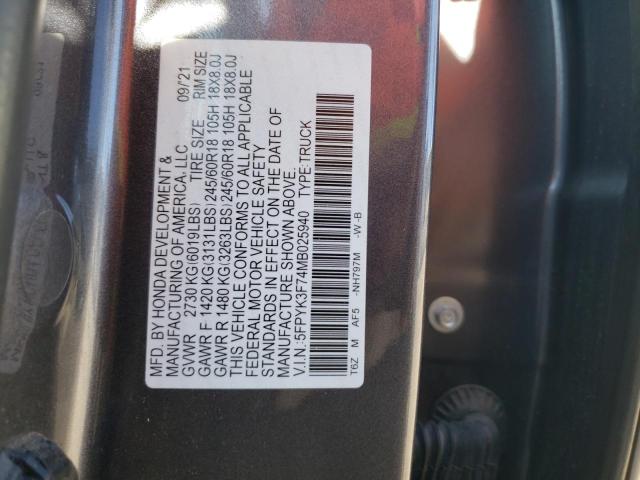 MFD. BY HONDA DEVELOPMENT &
MANUFACTURING OF AMERICA, LLC 09/'21
GVWR 2730 KG(6019LBS) TIRE SIZE RIM SIZE
GAWR F 1420 KG(3131LBS)245/60R18 105H 18X8.0J
GAWR R 1480 KG(3263LBS)245/60R18 105H 18X8.0J
THIS VEHICLE CONFORMS TO ALL APPLICABLE
FEDERAL MOTOR VEHICLE SAFETY
STANDARDS IN EFFECT ON THE DATE OF
MANUFACTURE SHOWN ABOVE.
V.I.N.:5FPYK3F74MB025940 TYPE:TRUCK
T6Z M AF5 -NH797M -W-B